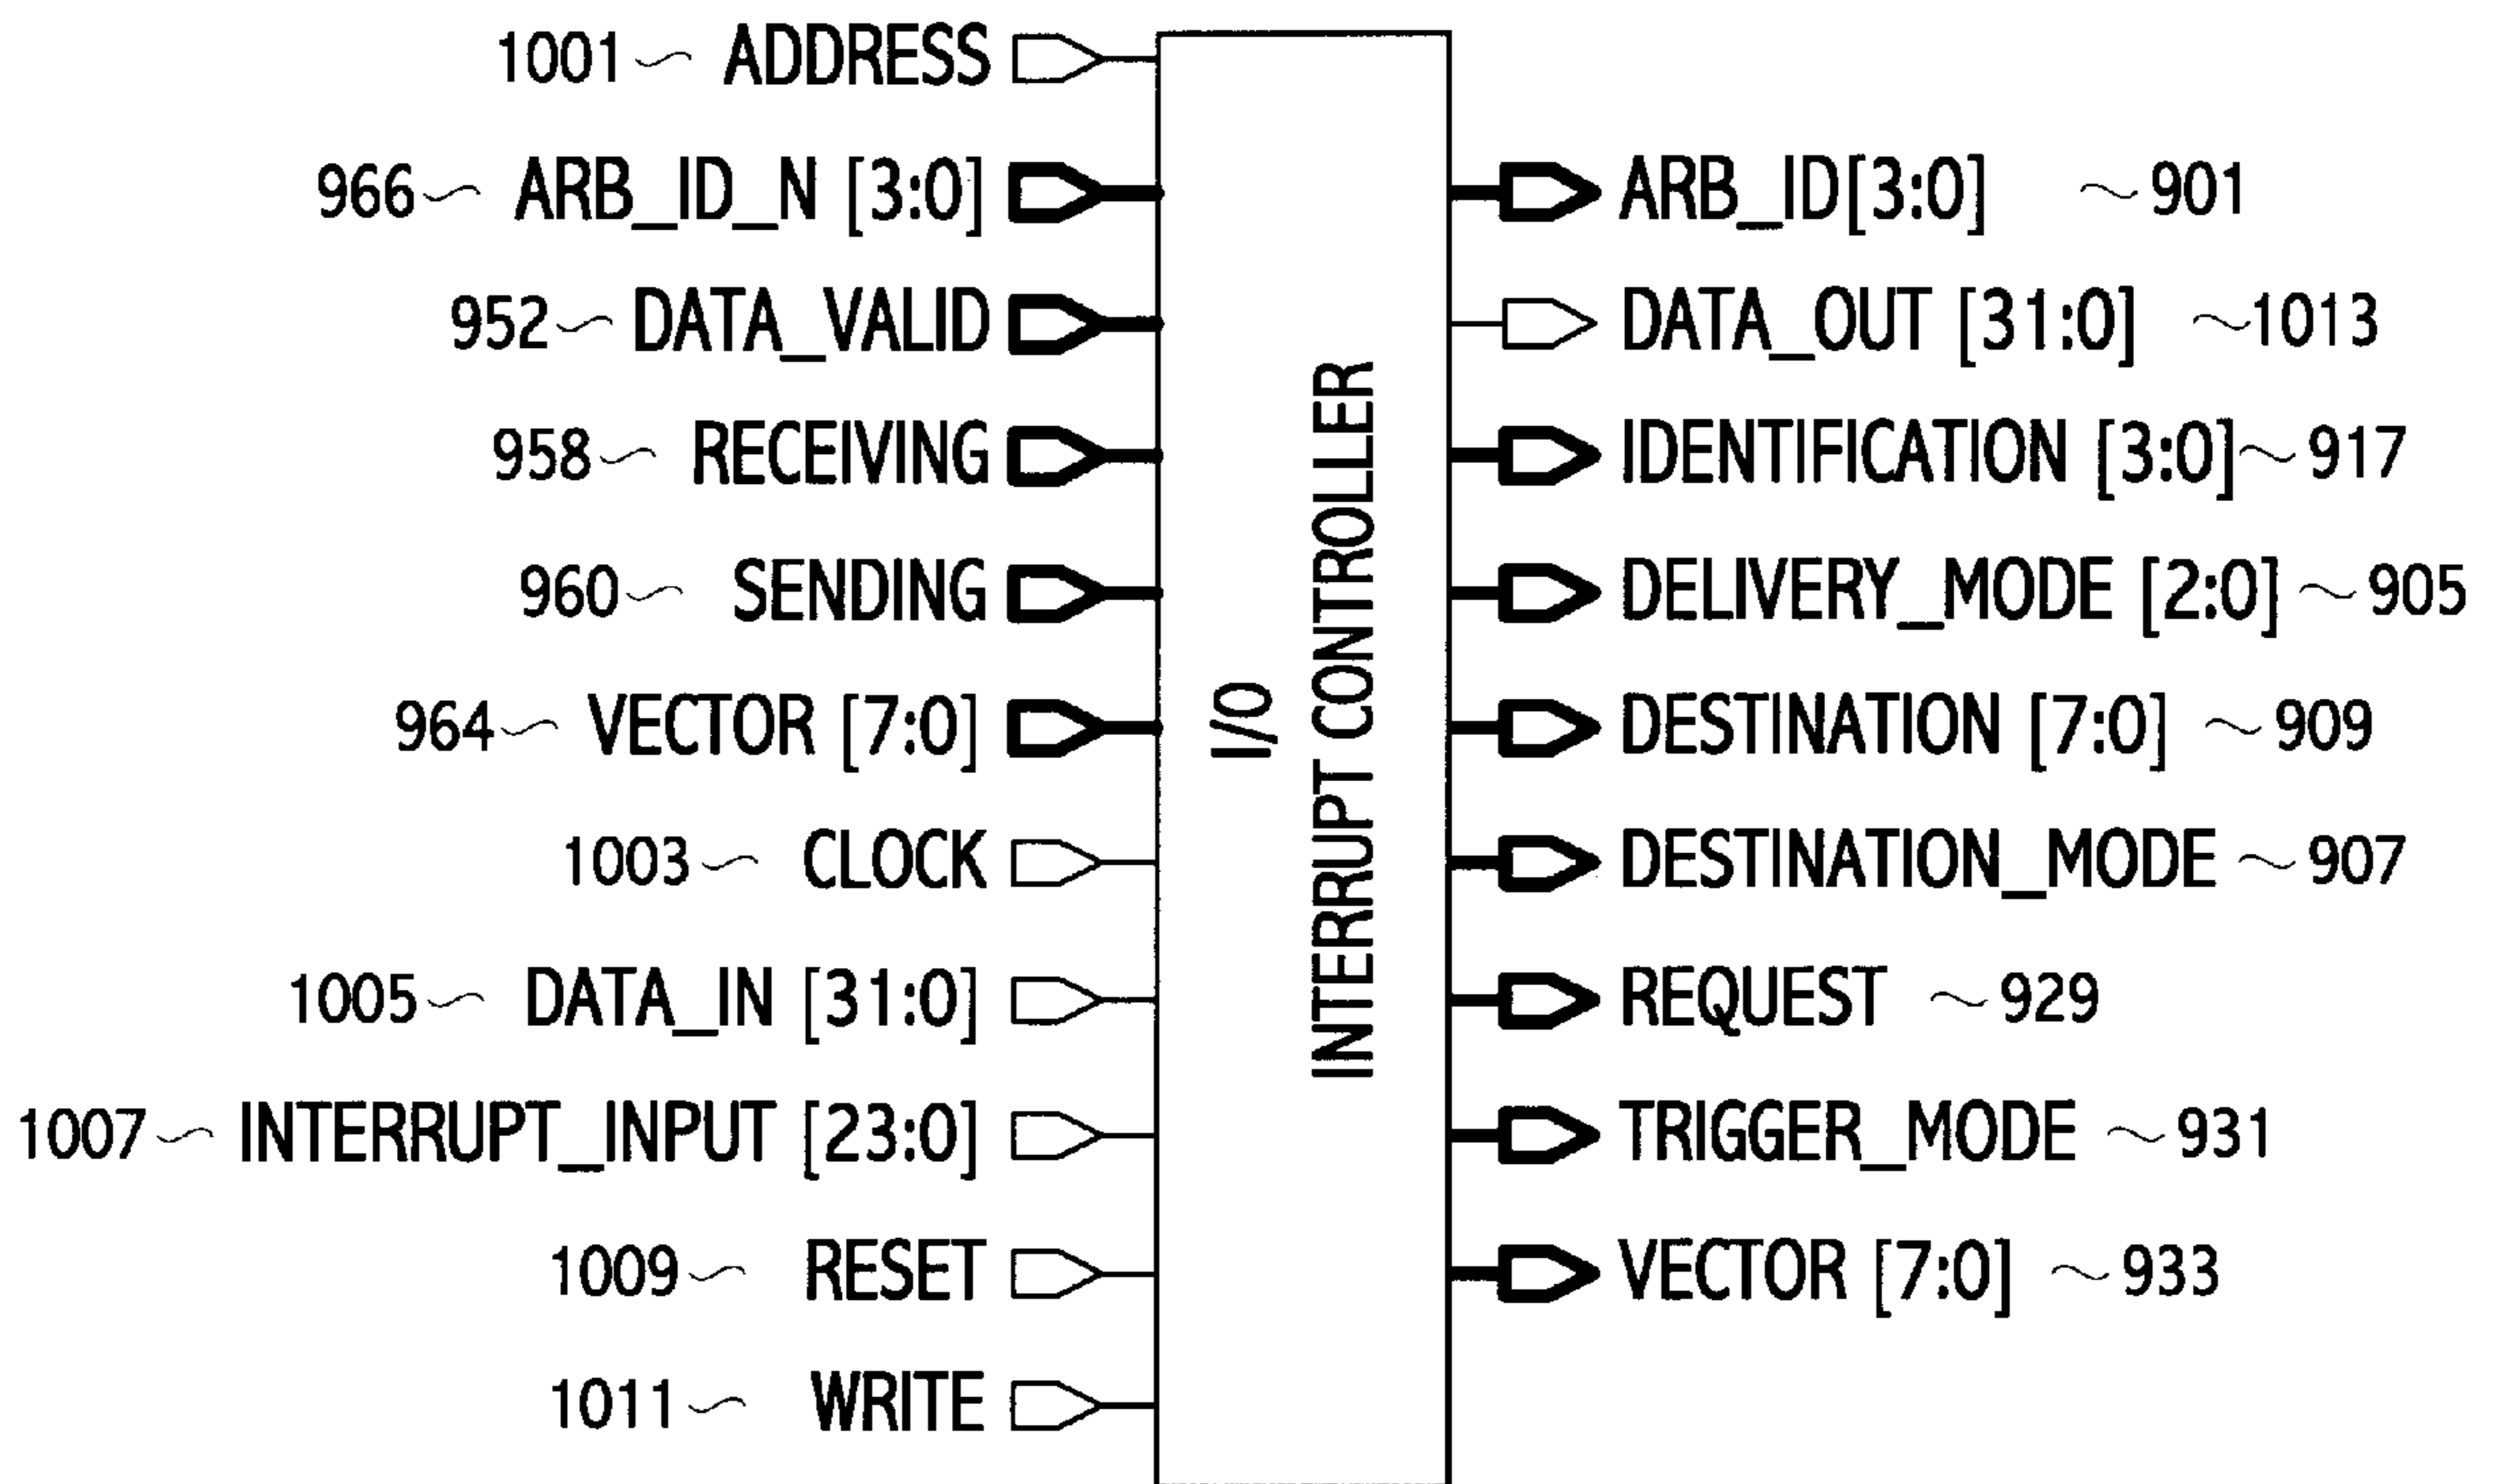 1001 ADDRESS
966 ARB_ID_N [3:0]
952 DATA_VALID
958 RECEIVING
960 SENDING
964 VECTOR [7:0]
1003 CLOCK
1005 DATA_IN [31:0]
1007 INTERRUPT_INPUT [23:0]
1009 RESET
1011 WRITE
I/O
INTERRUPT CONTROLLER
ARB_ID[3:0] 901
DATA_OUT [31:0] 1013
IDENTIFICATION [3:0] 917
DELIVERY_MODE [2:0] 905
DESTINATION [7:0] 909
DESTINATION_MODE 907
REQUEST 929
TRIGGER_MODE 931
VECTOR [7:0] 933